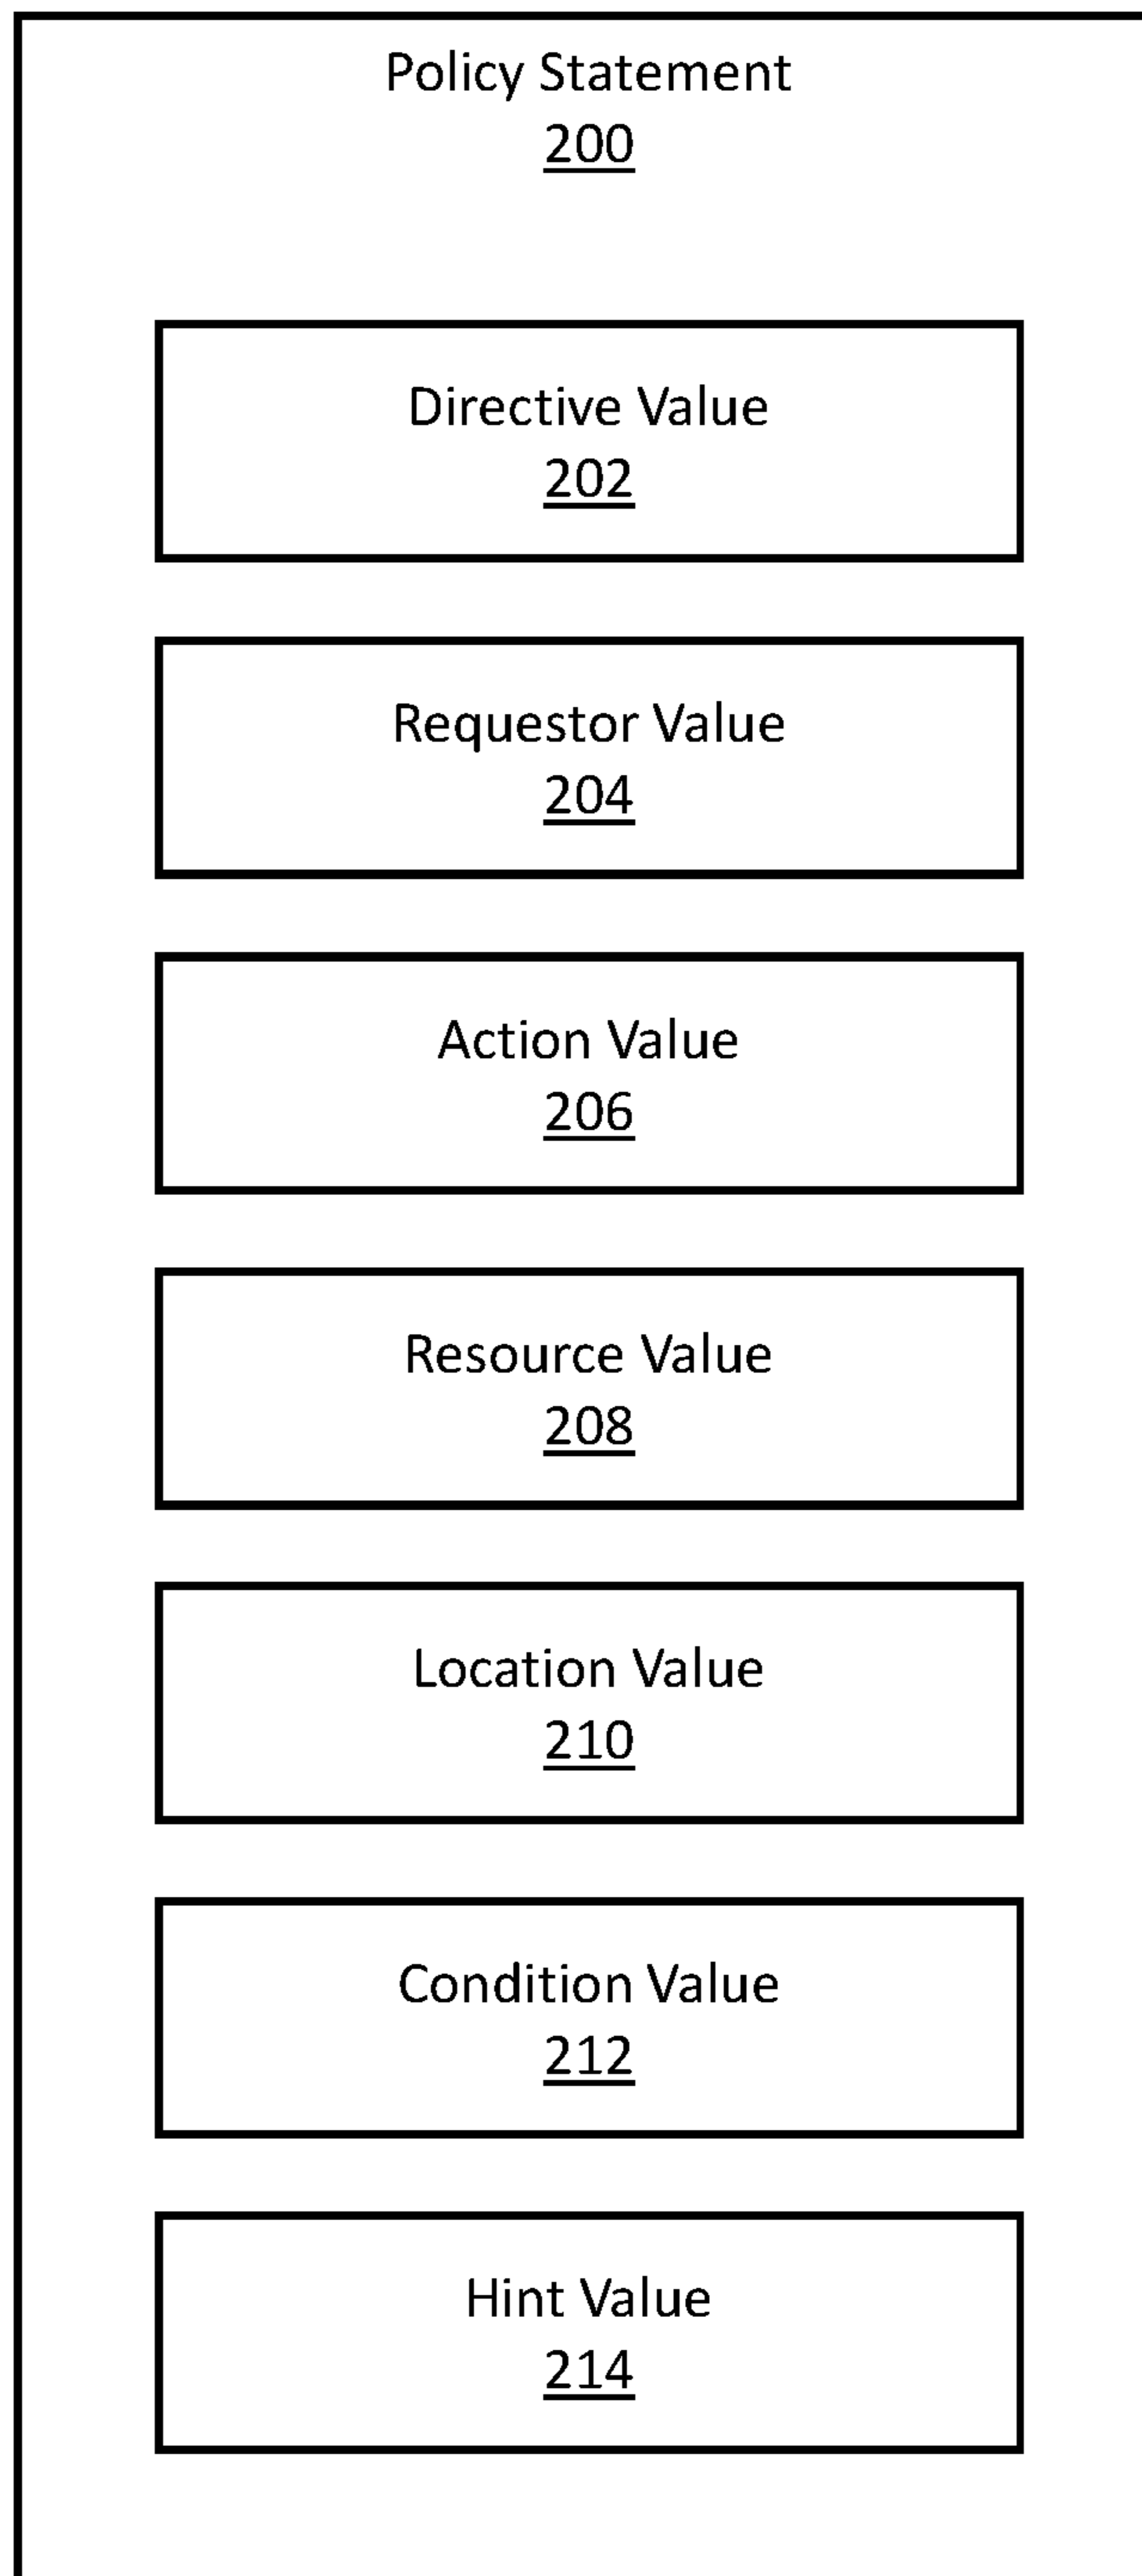 Policy Statement
200
Directive Value
202
Requestor Value
204
Action Value
206
Resource Value
208
Location Value
210
Condition Value
212
Hint Value
214